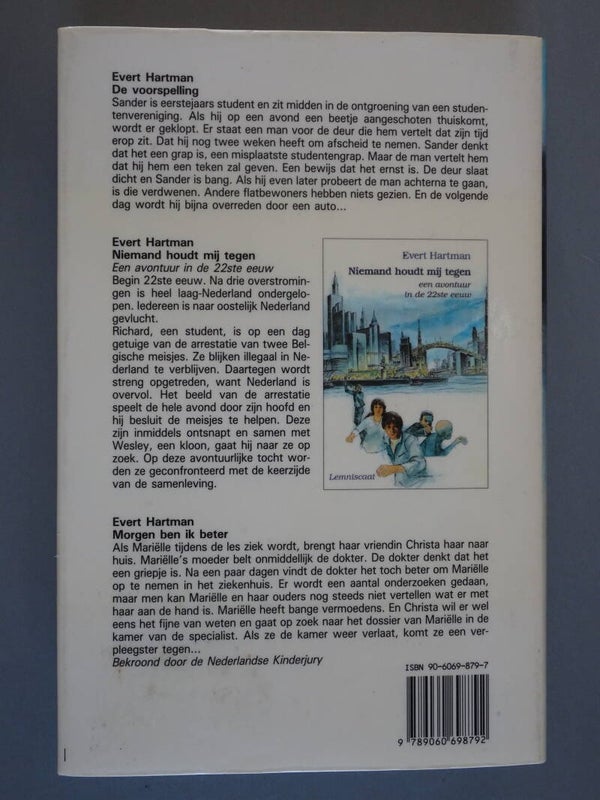 Evert Hartman
De voorspelling
Sander is eerstejaars student en zit midden in de ontgroening van een studen-
tenvereniging. Als hij op een avond een beetje aangeschoten thuiskomt,
wordt er geklopt. Er staat een man voor de deur die hem vertelt dat zijn tijd
erop zit. Dat hij nog twee weken heeft om afscheid te nemen. Sander denkt
dat het een grap is, een misplaatste studentengrap. Maar de man vertelt hem
dat hij hem een teken zal geven. Een bewijs dat het ernst is. De deur slaat
dicht en Sander is bang. Als hij even later probeert de man achterna te gaan,
is die verdwenen. Andere flatbewoners hebben niets gezien. En de volgende
dag wordt hij bijna overreden door een auto...
Evert Hartman
Niemand houdt mij tegen
Een avontuur in de 22ste eeuw
Begin 22ste eeuw. Na drie overstromin-
gen is heel laag-Nederland ondergelo-
pen. Iedereen is naar oostelijk Nederland
gevlucht.
Richard, een student, is op een dag
getuige van de arrestatie van twee Bel-
gische meisjes. Ze blijken illegaal in Ne-
derland te verblijven. Daartegen wordt
streng opgetreden, want Nederland is
overvol. Het beeld van de arrestatie
speelt de hele avond door zijn hoofd en
hij besluit de meisjes te helpen. Deze
zijn inmiddels ontsnapt en samen met
Wesley, een kloon, gaat hij naar ze op
zoek. Op deze avontuurlijke tocht wor-
den ze geconfronteerd met de keerzijde
van de samenleving.
Evert Hartman
Niemand houdt mij tegen
een avontuur
in de 22ste eeuw
Lemniscaat
Evert Hartman
Morgen ben ik beter
Als Mariëlle tijdens de les ziek wordt, brengt haar vriendin Christa haar naar
huis. Mariëlle's moeder belt onmiddellijk de dokter. De dokter denkt dat het
een griepje is. Na een paar dagen vindt de dokter het toch beter om Mariëlle
op te nemen in het ziekenhuis. Er wordt een aantal onderzoeken gedaan,
maar men kan Mariëlle en haar ouders nog steeds niet vertellen wat er met
haar aan de hand is. Mariëlle heeft bange vermoedens. En Christa wil er wel
eens het fijne van weten en gaat op zoek naar het dossier van Mariëlle in de
kamer van de specialist. Als ze de kamer weer verlaat, komt ze een ver-
pleegster tegen...
Bekroond door de Nederlandse Kinderjury
ISBN 90-6069-879-7
9 789060 698792